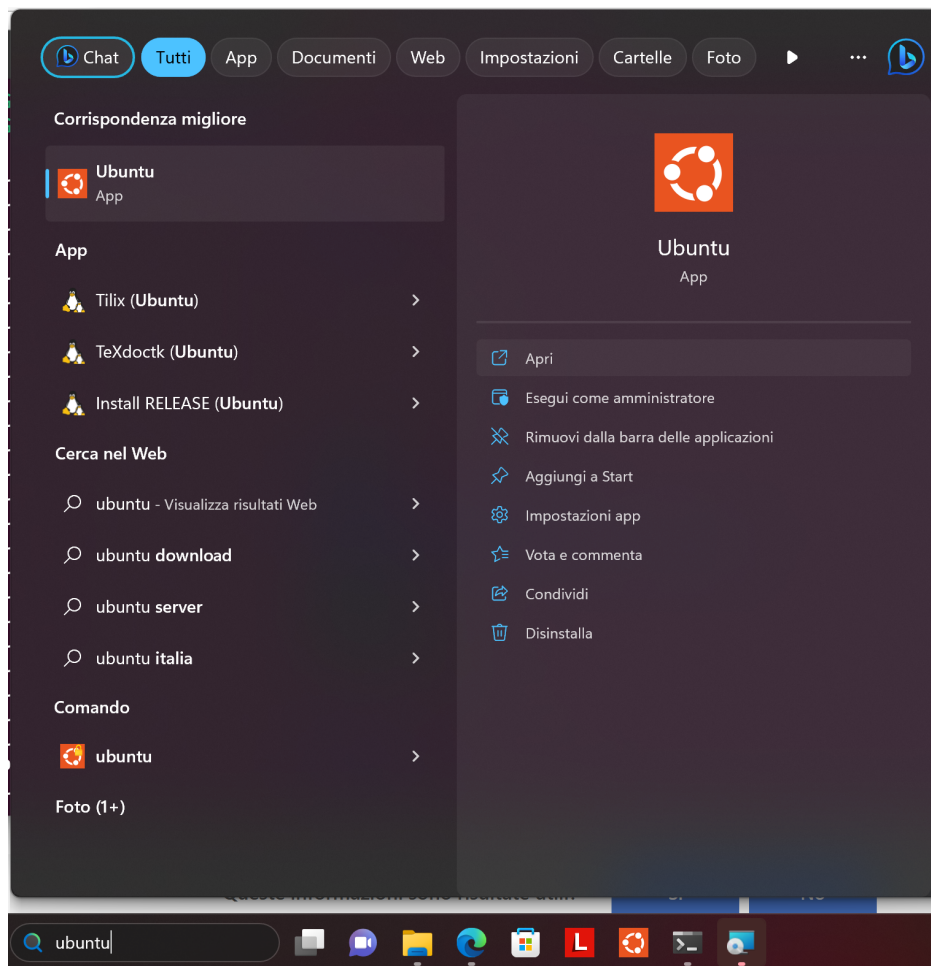 Chat
Tutti
App
Documenti
Web
Impostazioni
Cartelle
Foto
Corrispondenza migliore
Ubuntu
App
App
Tilix (Ubuntu)
TeXdoctk (Ubuntu)
Install RELEASE (Ubuntu)
Cerca nel Web
ubuntu - Visualizza risultati Web
ubuntu download
ubuntu server
ubuntu italia
Comando
ubuntu
Foto (1+)
Ubuntu
App
Apri
Esegui come amministratore
Rimuovi dalla barra delle applicazioni
Aggiungi a Start
Impostazioni app
Vota e commenta
Condividi
Disinstalla
ubuntu
L